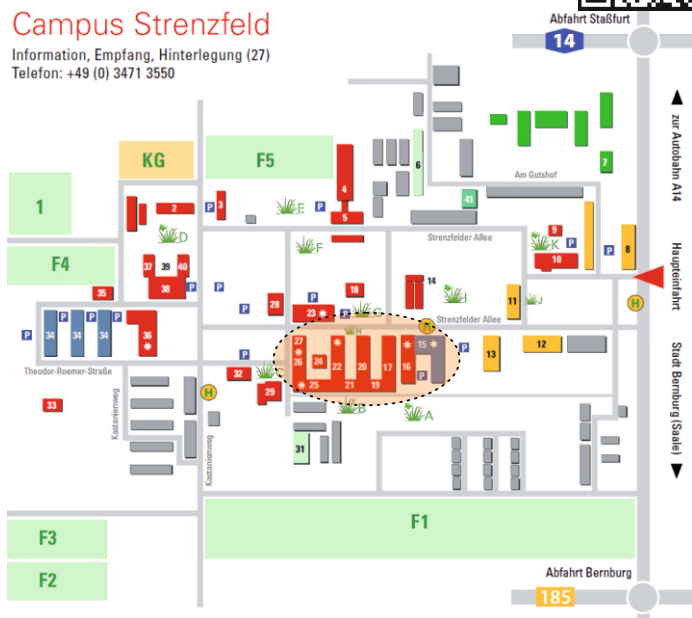 Campus Strenzfeld
Information, Empfang, Hinterlegung (27)
Telefon: +49 (0) 3471 3550
Abfahrt Staßfurt
14
zur Autobahn A14
KG
F5
6
7
Am Gutshof
4
1
2
P
3
E
P
5
41
D
F
Strenzfelder Allee
9
K
P
P
8
10
F4
37
39
40
38
P
P
Haupteinfahrt
35
18
P
14
I
28
23
P
G
11
J
H
P
34
P
34
P
34
P
36
P
H
H
Strenzfelder Allee
27
26
24
22
20
17
16
15
P
P
13
12
Theodor-Roemer-Straße
32
C
29
25
21
19
H
33
B
A
Stadt Bernburg (Saale)
Kastanienweg
Kastanienweg
31
F1
F3
F2
Abfahrt Bernburg
185